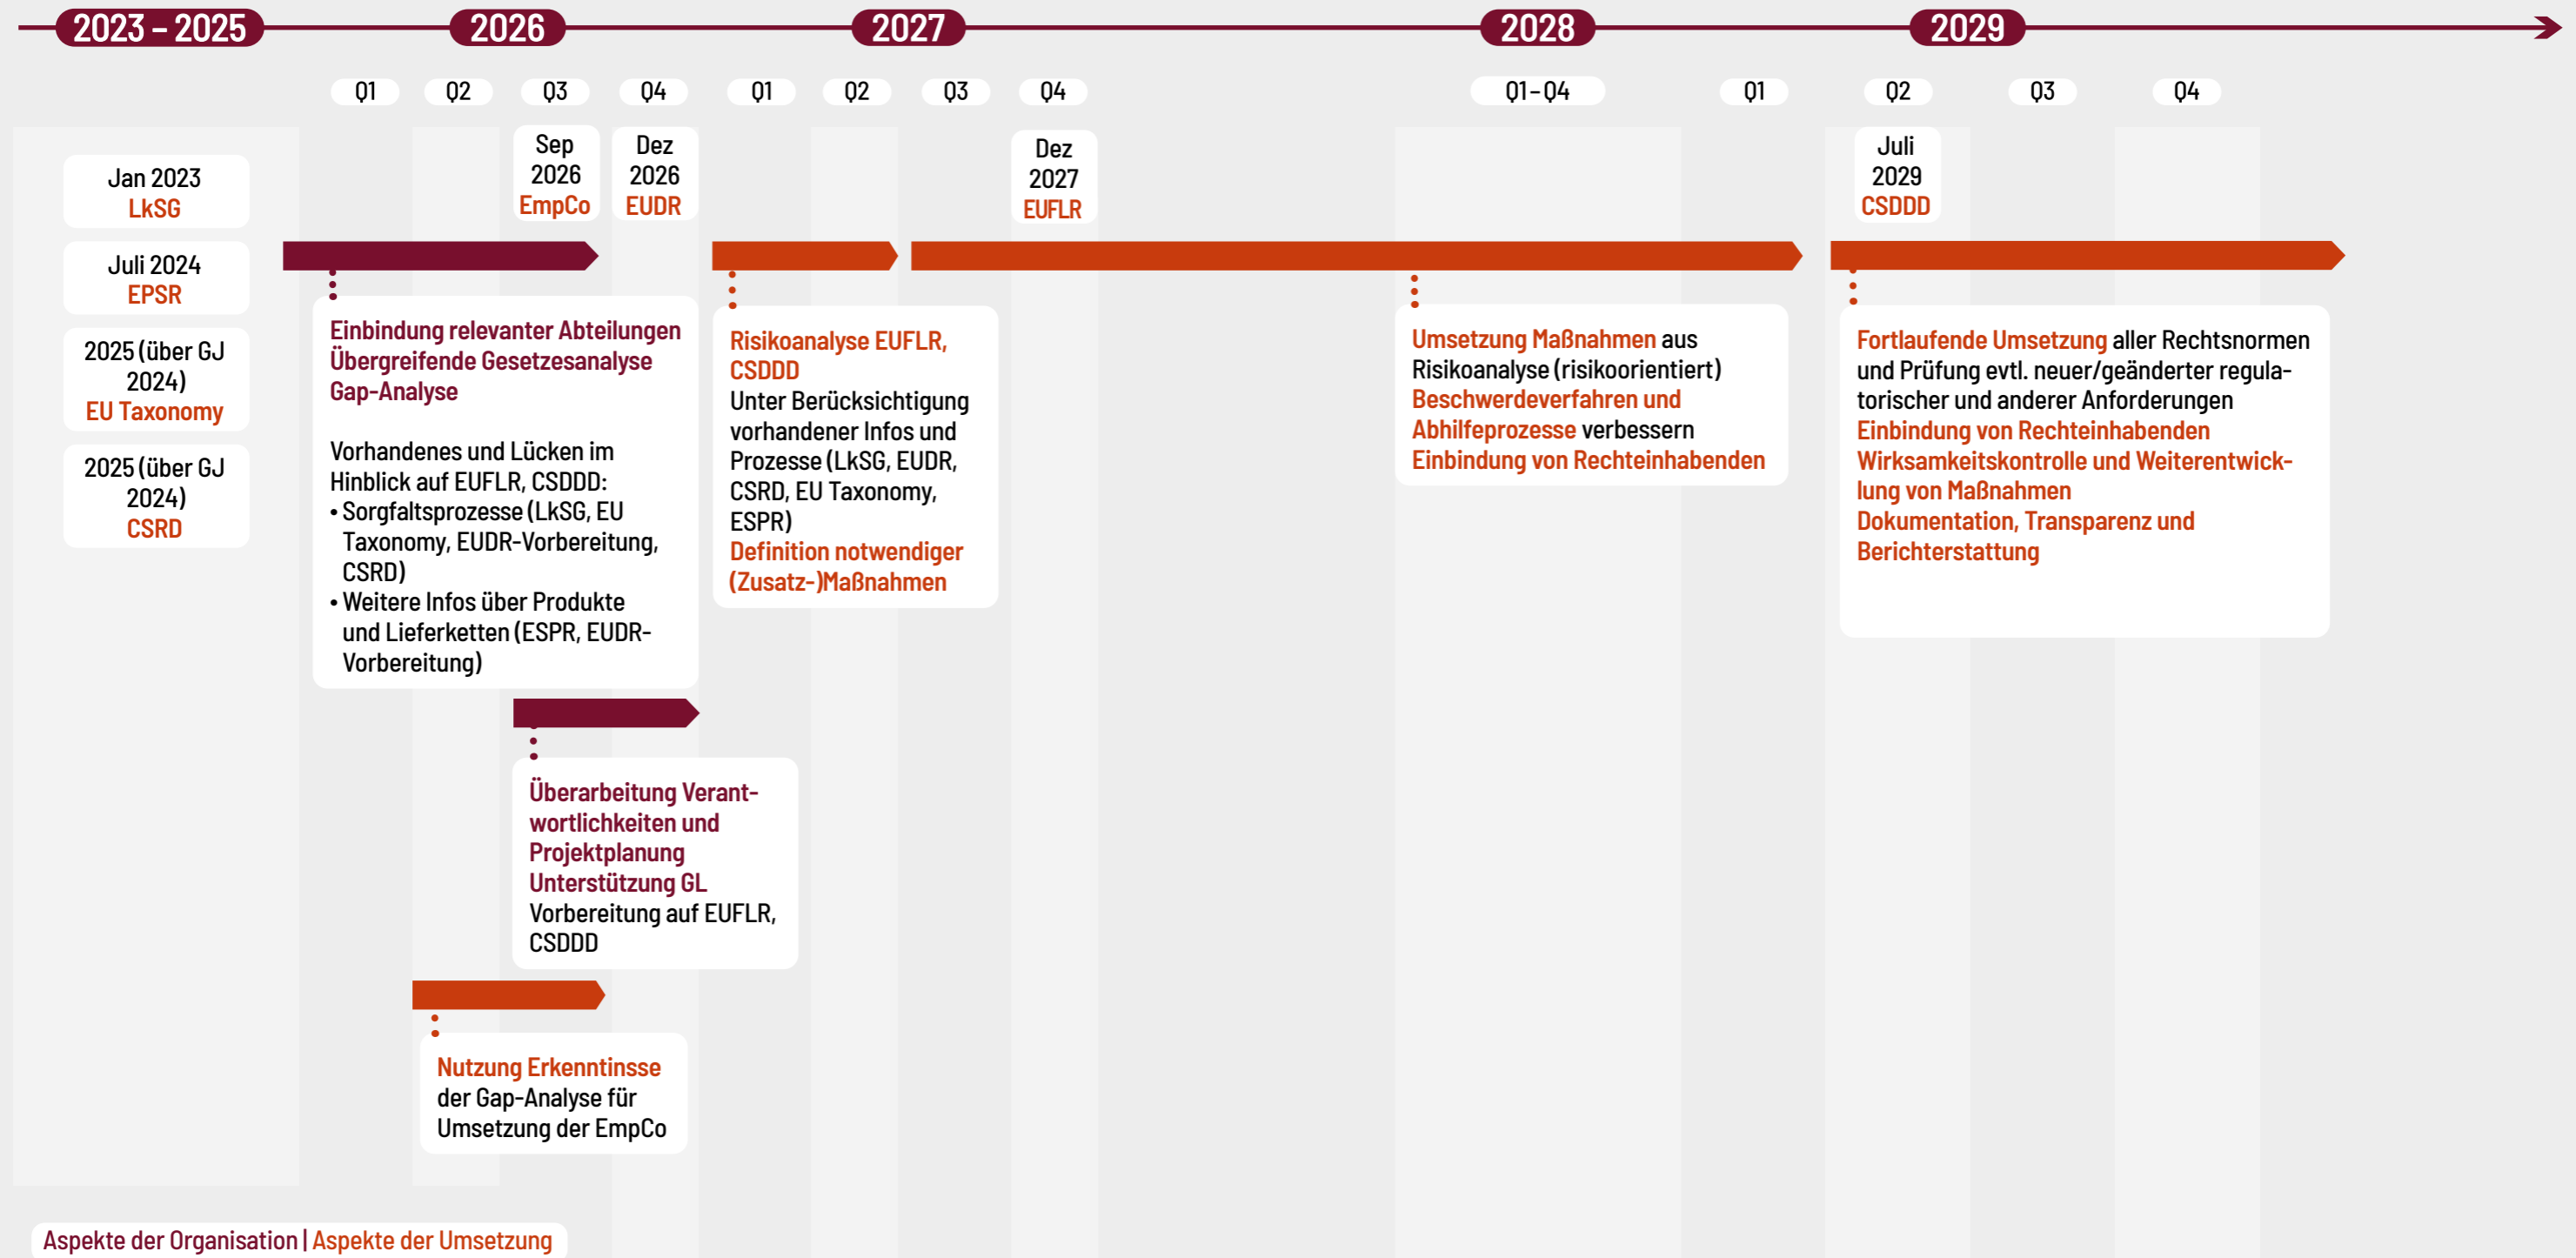 2023 – 2025
2026
2027
2028
2029
Q1
Q2
Q3
Q4
Q1
Q2
Q3
Q4
Q1–Q4
Q1
Q2
Q3
Q4
Jan 2023
LkSG
Juli 2024
EPSR
2025 (über GJ
2024)
EU Taxonomy
2025 (über GJ
2024)
CSRD
Sep
2026
EmpCo
Dez
2026
EUDR
Dez
2027
EUFLR
Juli
2029
CSDDD
Einbindung relevanter Abteilungen
Übergreifende Gesetzesanalyse
Gap-Analyse
Vorhandenes und Lücken im
Hinblick auf EUFLR, CSDDD:
• Sorgfaltsprozesse (LkSG, EU
Taxonomy, EUDR-Vorbereitung,
CSRD)
• Weitere Infos über Produkte
und Lieferketten (ESPR, EUDR-
Vorbereitung)
Risikoanalyse EUFLR,
CSDDD
Unter Berücksichtigung
vorhandener Infos und
Prozesse (LkSG, EUDR,
CSRD, EU Taxonomy,
ESPR)
Definition notwendiger
(Zusatz-)Maßnahmen
Umsetzung Maßnahmen aus
Risikoanalyse (risikoorientiert)
Beschwerdeverfahren und
Abhilfeprozesse verbessern
Einbindung von Rechteinhabenden
Fortlaufende Umsetzung aller Rechtsnormen
und Prüfung evtl. neuer/geänderter regula-
torischer und anderer Anforderungen
Einbindung von Rechteinhabenden
Wirksamkeitskontrolle und Weiterentwick-
lung von Maßnahmen
Dokumentation, Transparenz und
Berichterstattung
Überarbeitung Verant-
wortlichkeiten und
Projektplanung
Unterstützung GL
Vorbereitung auf EUFLR,
CSDDD
Nutzung Erkenntinsse
der Gap-Analyse für
Umsetzung der EmpCo
Aspekte der Organisation | Aspekte der Umsetzung